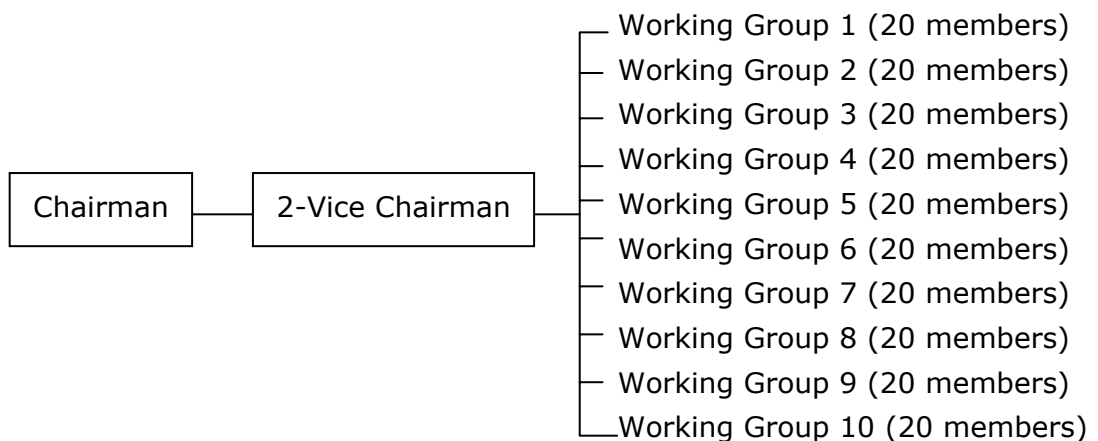 Working Group 1 (20 members)
Working Group 2 (20 members)
Working Group 3 (20 members)
Working Group 4 (20 members)
Chairman
2-Vice Chairman
Working Group 5 (20 members)
Working Group 6 (20 members)
Working Group 7 (20 members)
Working Group 8 (20 members)
Working Group 9 (20 members)
Working Group 10 (20 members)